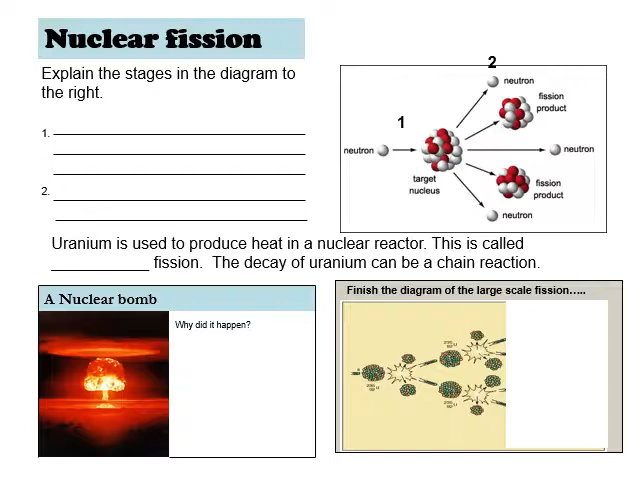 Nuclear fission
Explain the stages in the diagram to
the right.
1.
2.
2
neutron
fission
product
1
neutron
neutron
target
nucleus
fission
product
neutron
Uranium is used to produce heat in a nuclear reactor. This is called
___________ fission. The decay of uranium can be a chain reaction.
A Nuclear bomb
Why did it happen?
Finish the diagram of the large scale fission…..